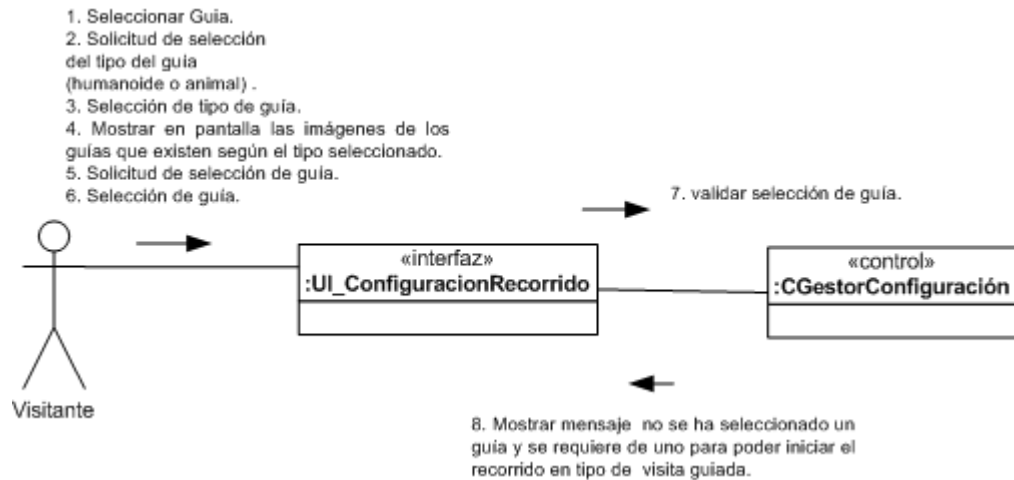 1. Seleccionar Guia.
2. Solicitud de selección
del tipo del guía
(humanoide o animal) .
3. Selección de tipo de guía.
4. Mostrar en pantalla las imágenes de los
guías que existen según el tipo seleccionado.
5. Solicitud de selección de guía.
6. Selección de guía.
7. validar selección de guía.
«interfaz»
:UI_ConfiguracionRecorrido
«control»
:CGestorConfiguración
Visitante
8. Mostrar mensaje no se ha seleccionado un
guía y se requiere de uno para poder iniciar el
recorrido en tipo de visita guiada.